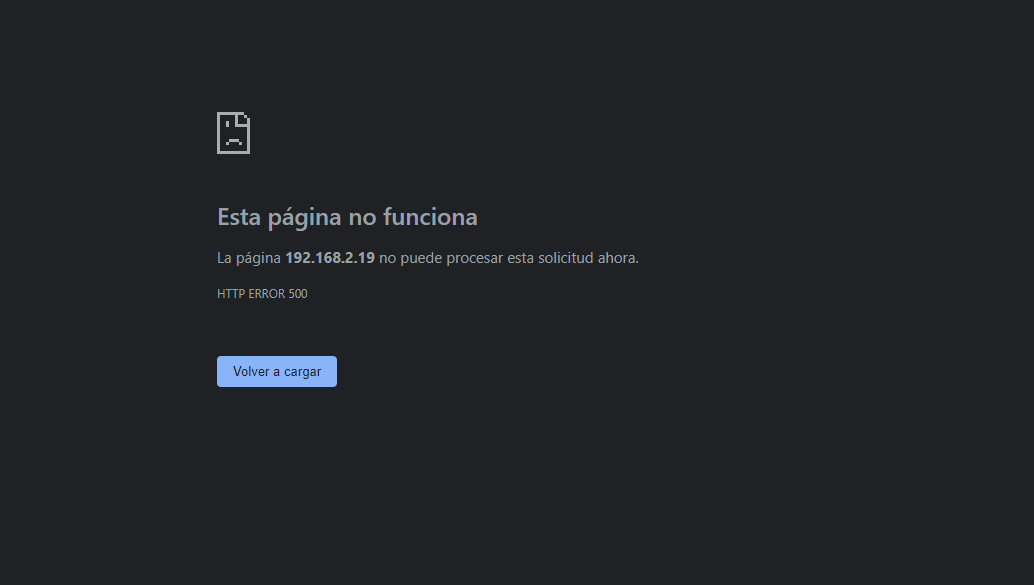 Esta página no funciona
La página 192.168.2.19 no puede procesar esta solicitud ahora.
HTTP ERROR 500
Volver a cargar